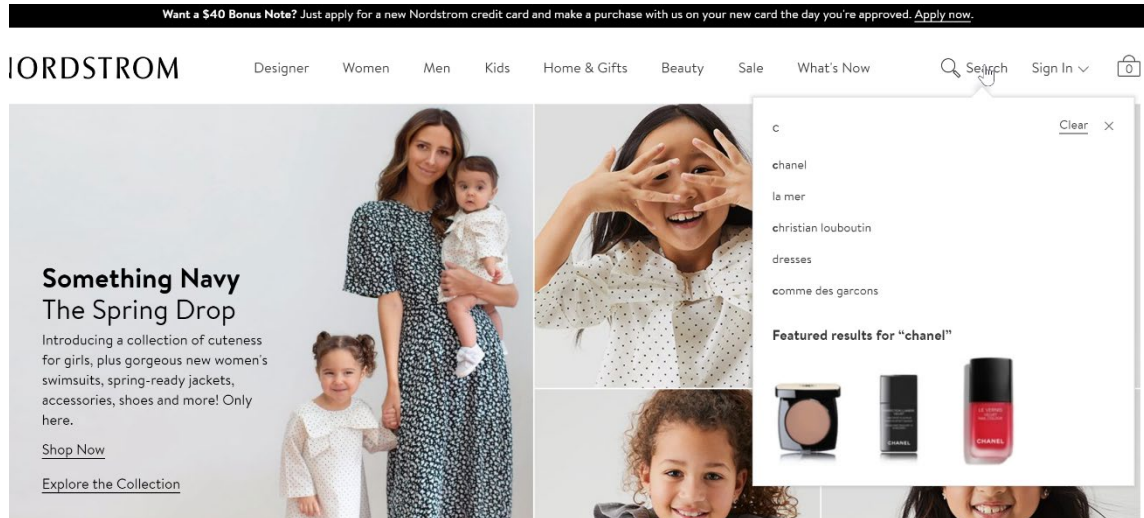 Want a $40 Bonus Note? Just apply for a new Nordstrom credit card and make a purchase with us on your new card the day you're approved. Apply now.
NORDSTROM Designer Women Men Kids Home & Gifts Beauty Sale What's Now Search Sign In 0
c Clear
chanel
la mer
christian louboutin
dresses
comme des garcons
Featured results for “chanel”
CHANEL
LE VERNIS
CHANEL
Something Navy
The Spring Drop
Introducing a collection of cuteness
for girls, plus gorgeous new women's
swimsuits, spring-ready jackets,
accessories, shoes and more! Only
here.
Shop Now
Explore the Collection